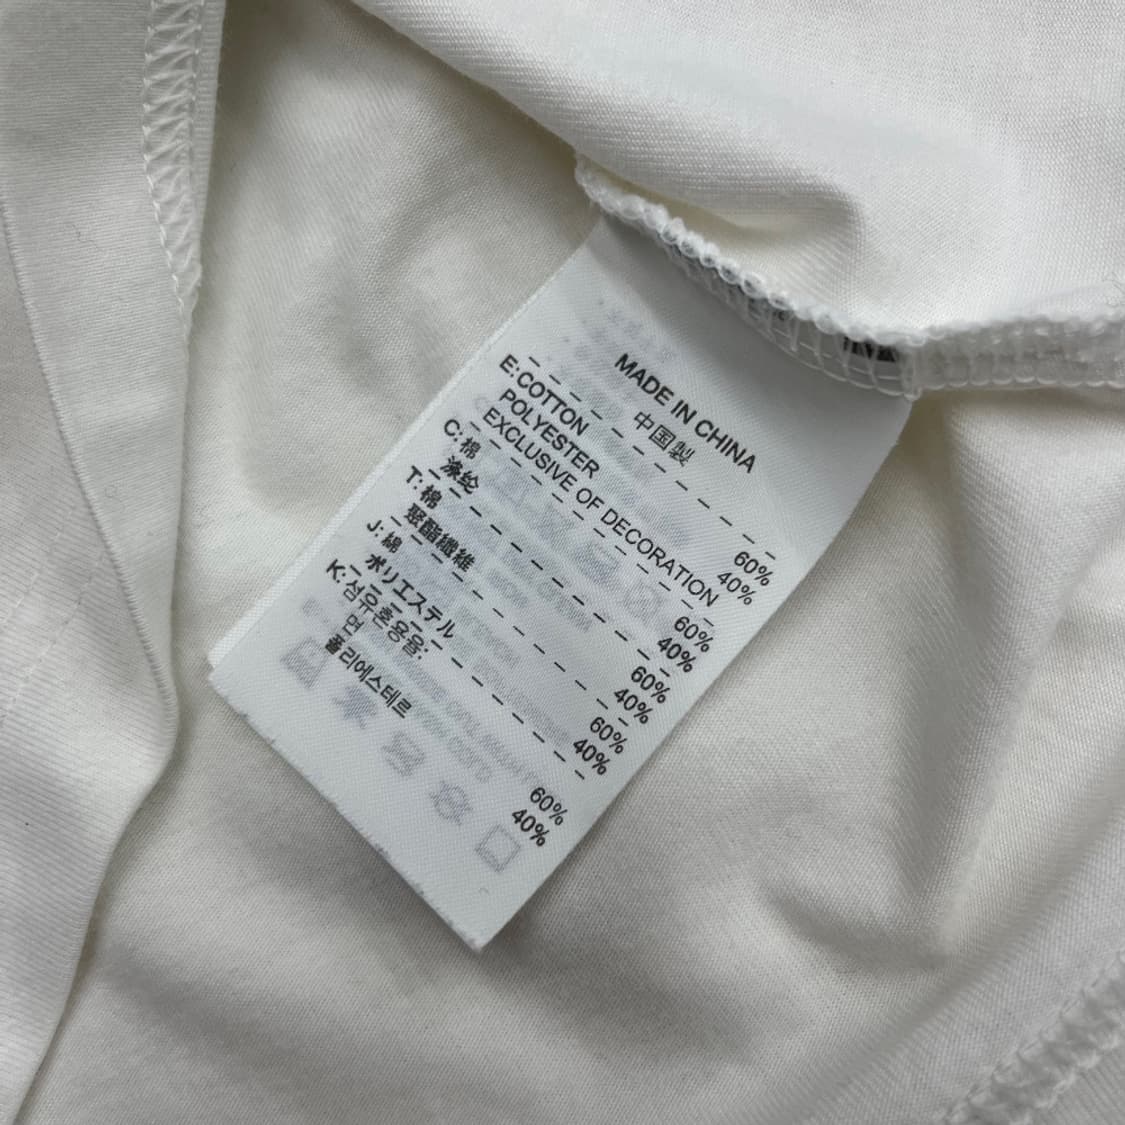 MADE IN CHINA
中国製
E:COTTON 60%
POLYESTER 40%
EXCLUSIVE OF DECORATION
C:棉 60%
涤纶 40%
T:棉 60%
聚酯纖維 40%
J:綿 60%
ポリエステル 40%
K:섬유혼용율:
면 60%
폴리에스테르 40%